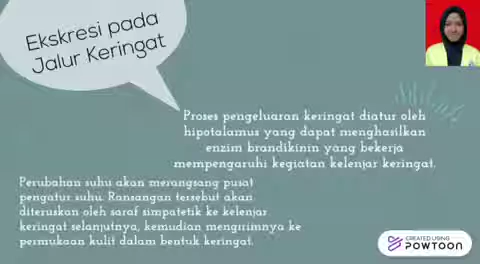 Ekskresi pada
Jalur Keringat
Proses pengeluaran keringat diatur oleh
hipotalamus yang dapat menghasilkan
enzim brandikinin yang bekerja
mempengaruhi kegiatan kelenjar keringat.
Perubahan suhu akan merangsang pusat
pengatur suhu. Ransangan tersebut akan
diteruskan oleh saraf simpatetik ke kelenjar
keringat selanjutnya, kemudian mengirimnya ke
permukaan kulit dalam bentuk keringat.
CREATED USING
POWTOON